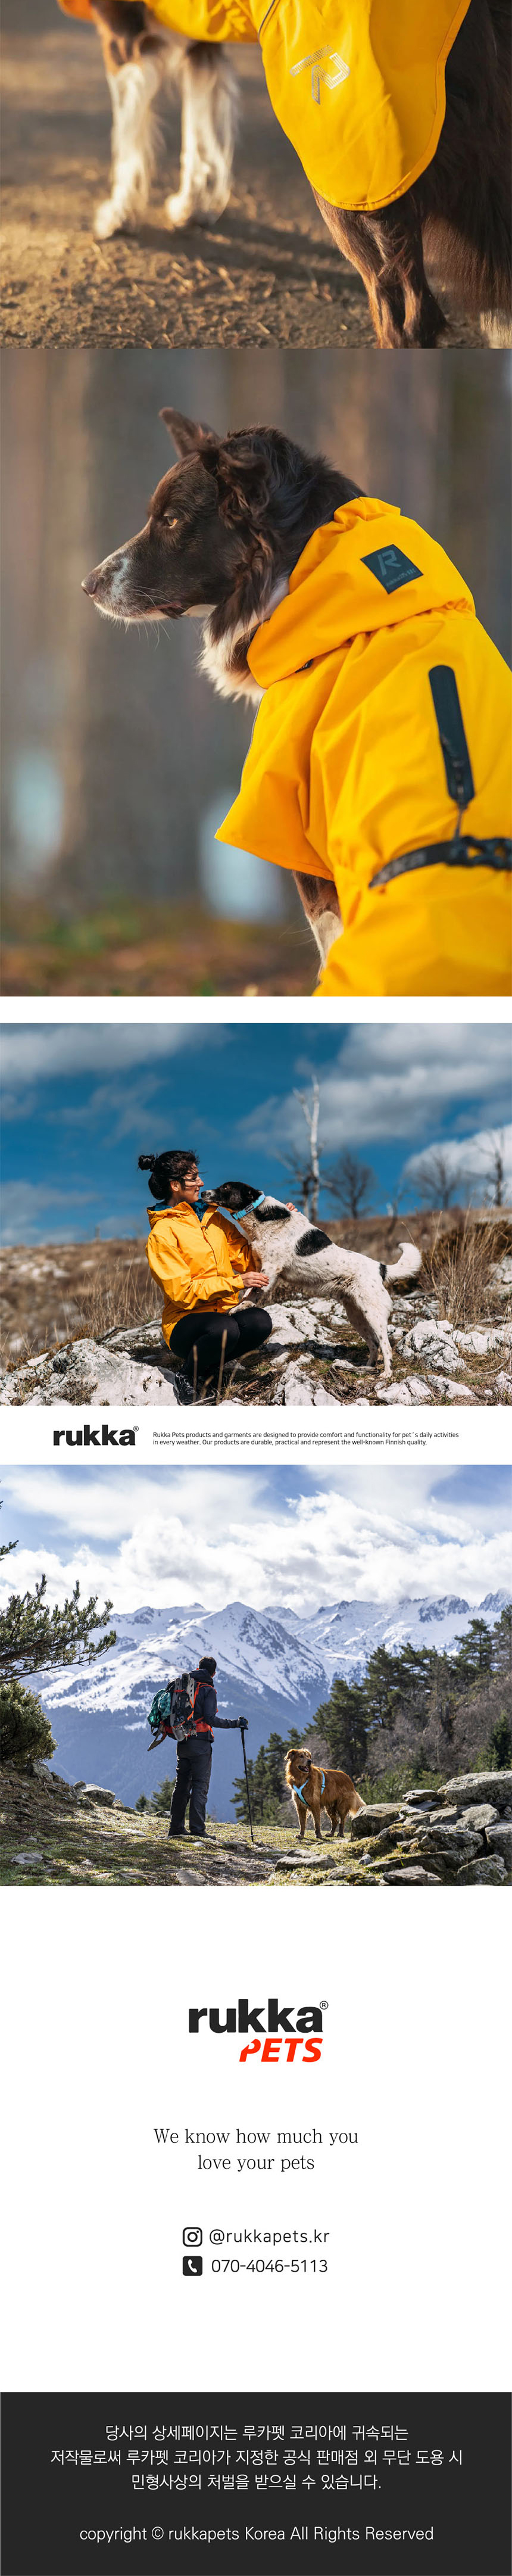 rukka®
Rukka Pets products and garments are designed to provide comfort and functionality for pet`s daily activities
in every weather. Our products are durable, practical and represent the well-known Finnish quality.
rukka®
PETS
We know how much you
love your pets
@rukkapets.kr
070-4046-5113
당사의 상세페이지는 루카펫 코리아에 귀속되는
저작물로써 루카펫 코리아가 지정한 공식 판매점 외 무단 도용 시
민형사상의 처벌을 받으실 수 있습니다.
copyright © rukkapets Korea All Rights Reserved